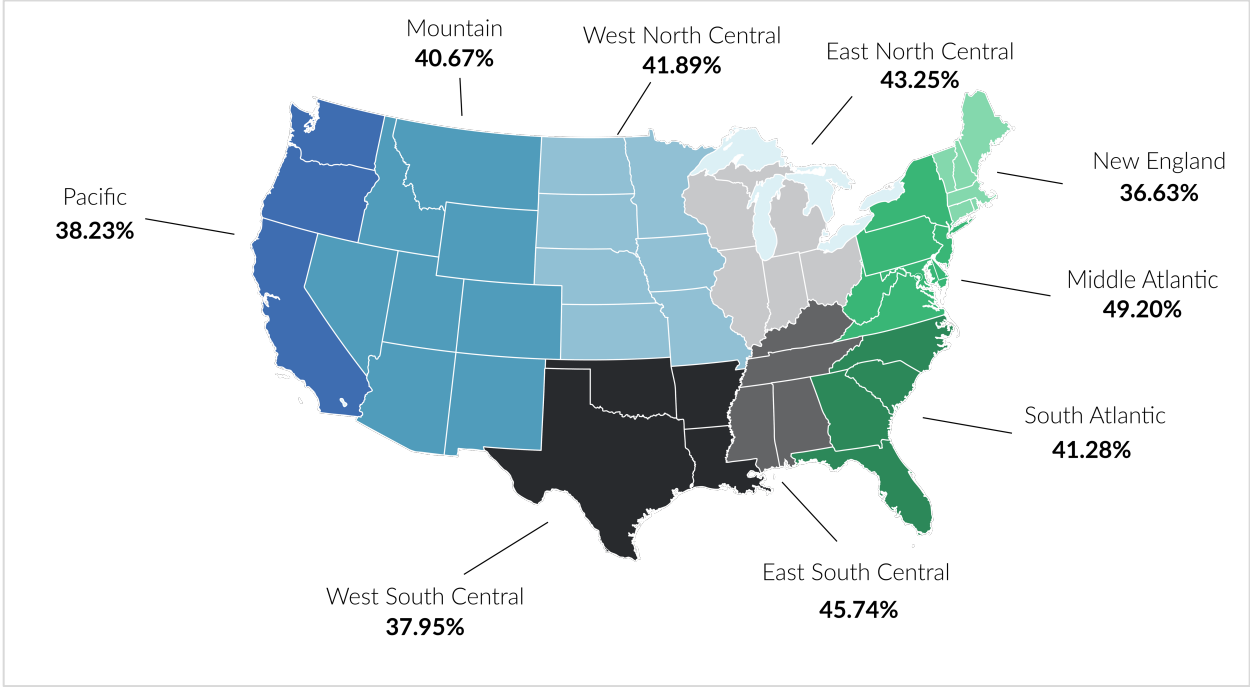 Mountain
40.67%
West North Central
41.89%
East North Central
43.25%
New England
36.63%
Pacific
38.23%
Middle Atlantic
49.20%
South Atlantic
41.28%
East South Central
45.74%
West South Central
37.95%